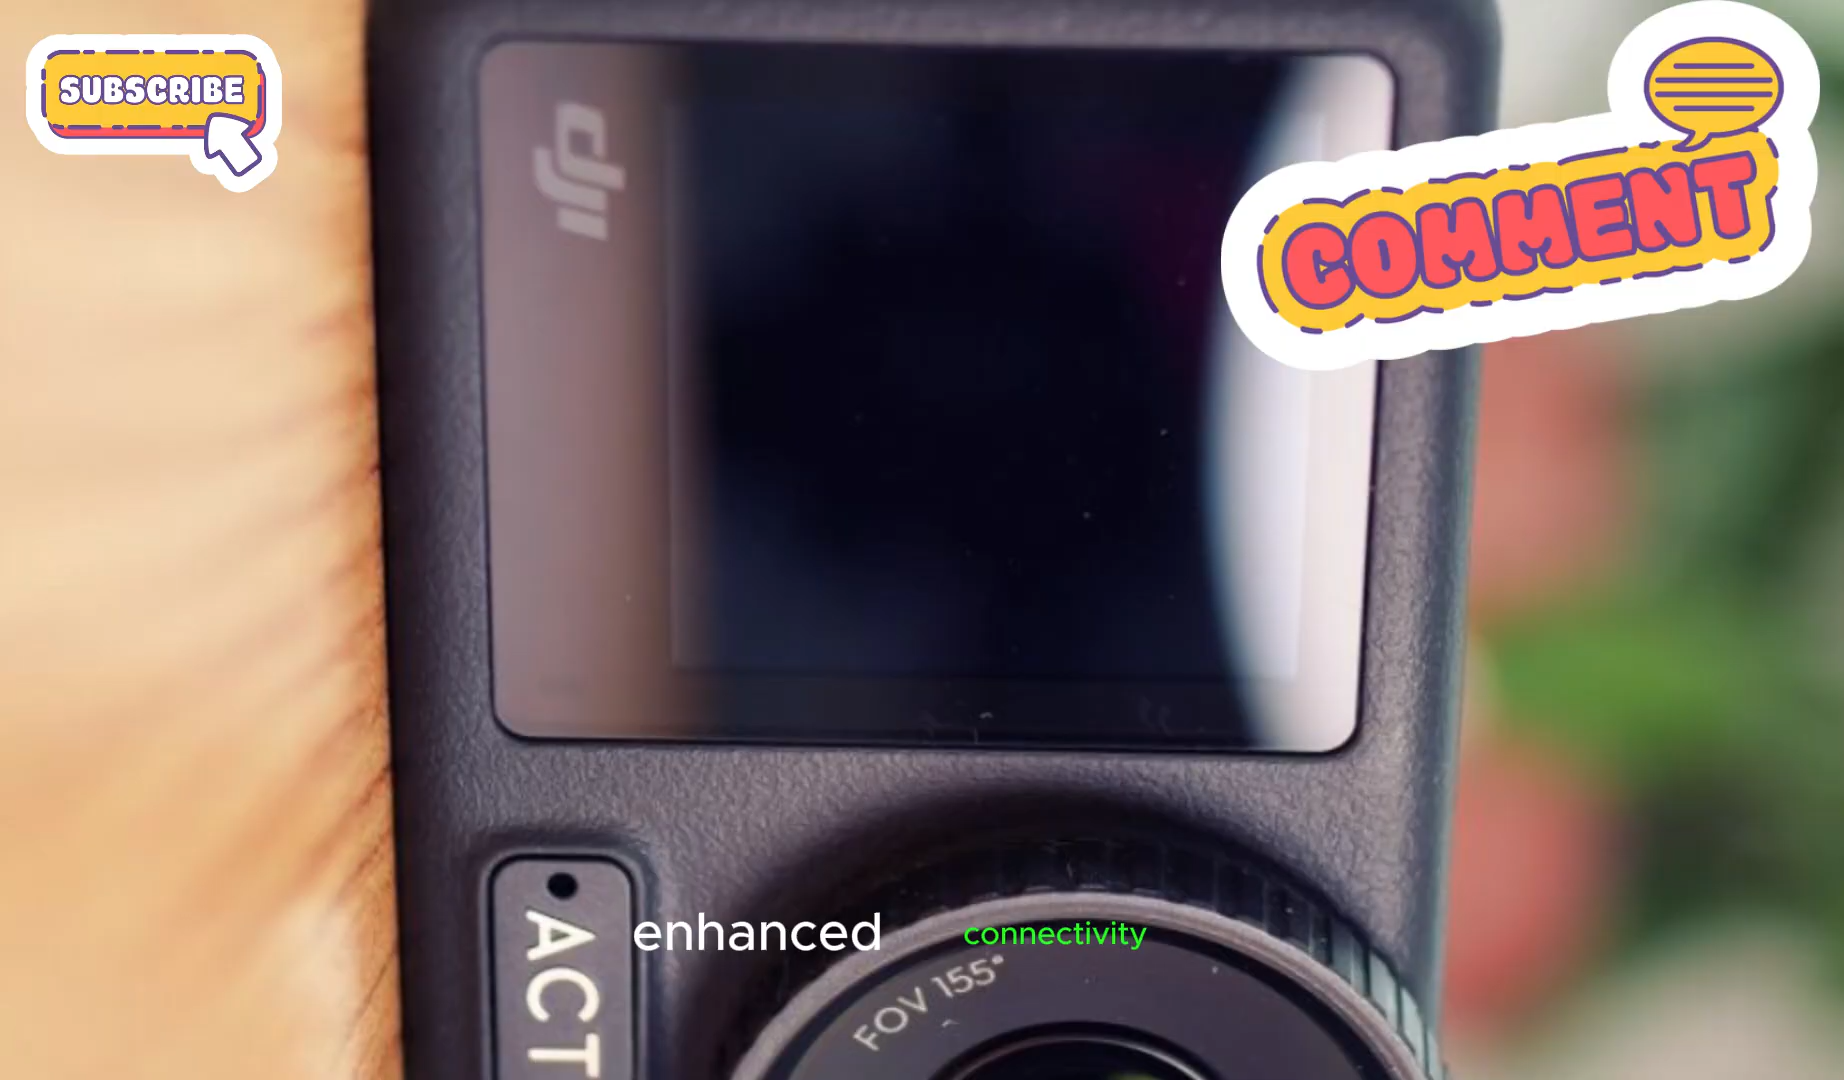 SUBSCRIBE
COMMENT
dji
ACT
enhanced connectivity
FOV 155°